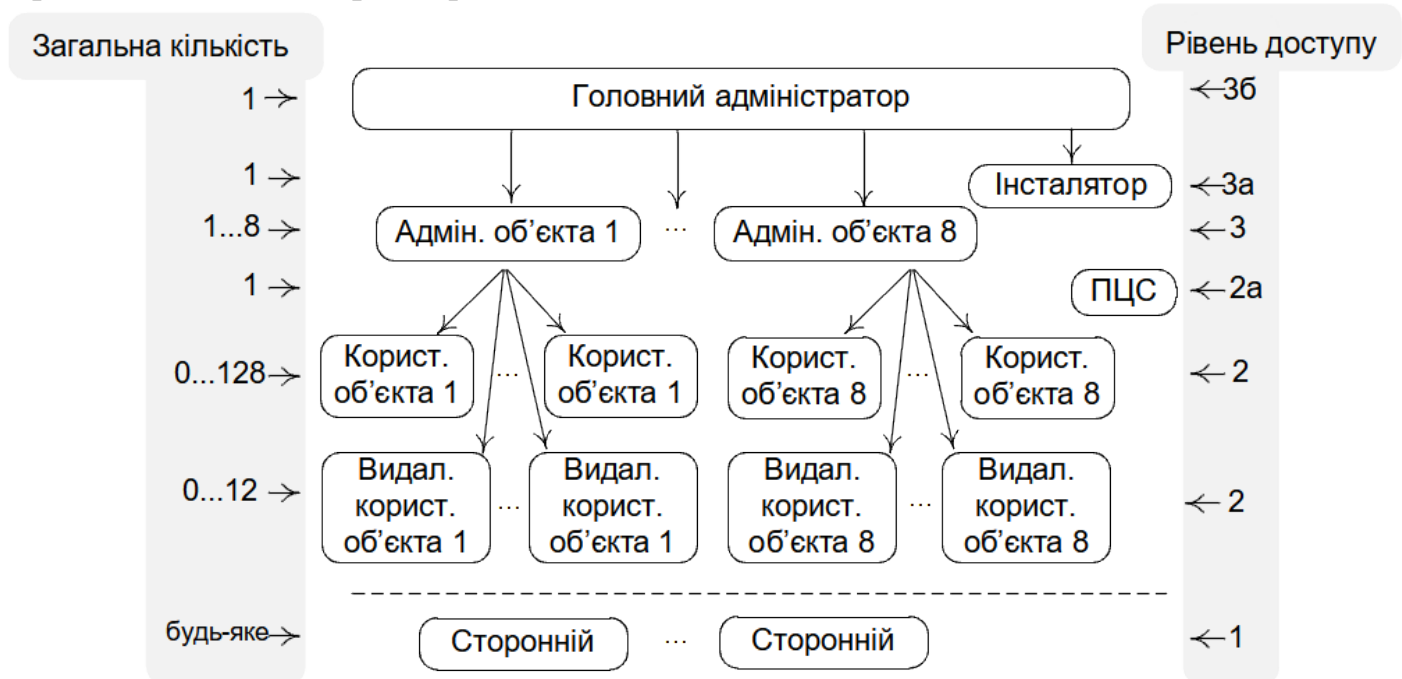 Загальна кількість
Рівень доступу
1
Головний адміністратор
3б
1
Інсталятор
3а
1...8
Адмін. об’єкта 1
...
Адмін. об’єкта 8
3
1
ПЦС
2а
0...128
Корист.
об’єкта 1
...
Корист.
об’єкта 1
Корист.
об’єкта 8
...
Корист.
об’єкта 8
2
0...12
Видал.
корист.
об’єкта 1
...
Видал.
корист.
об’єкта 1
Видал.
корист.
об’єкта 8
...
Видал.
корист.
об’єкта 8
2
будь-яке
Сторонній
...
Сторонній
1